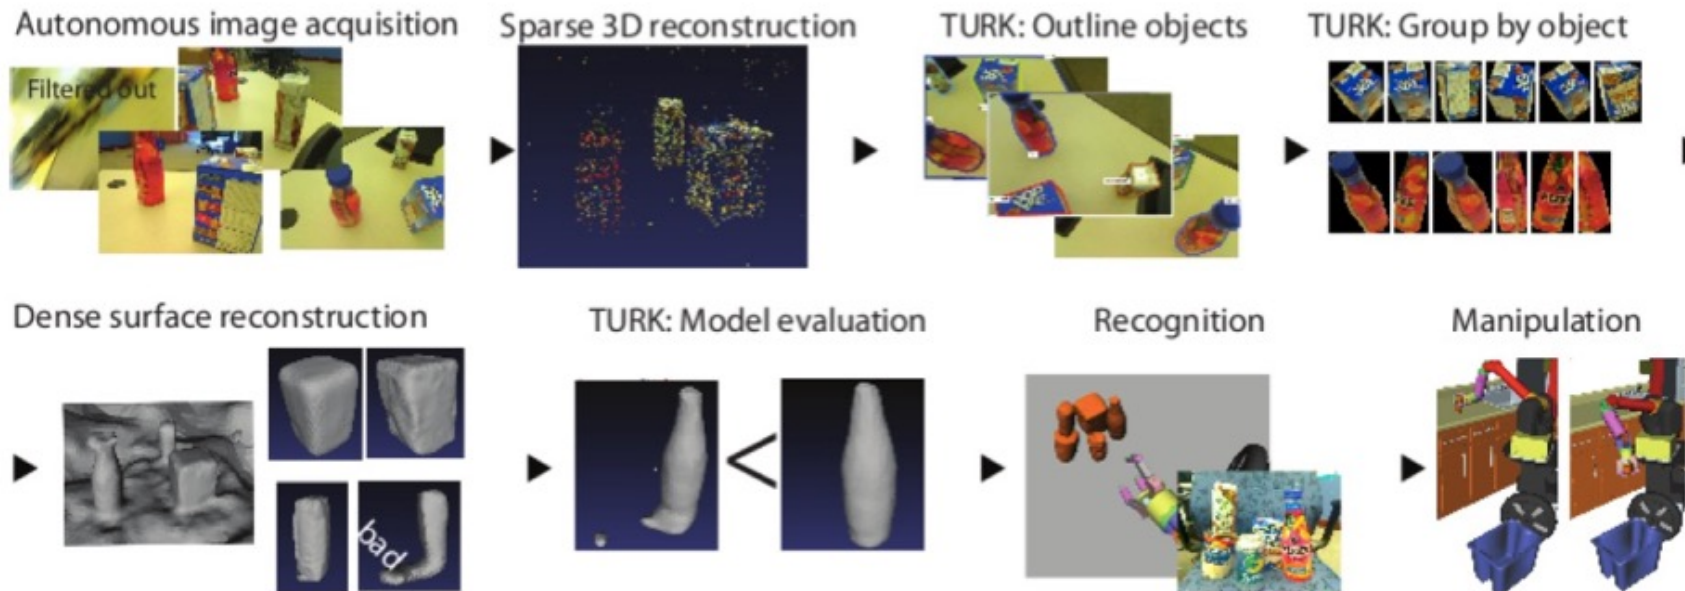 Autonomous image acquisition
Sparse 3D reconstruction
TURK: Outline objects
TURK: Group by object
Filtered out
Dense surface reconstruction
TURK: Model evaluation
Recognition
Manipulation
<
bad